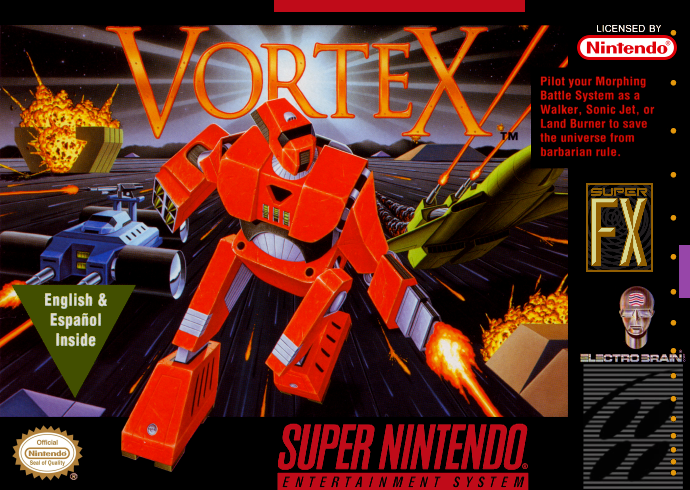 VORTEX
TM
LICENSED BY
Nintendo®
Pilot your Morphing
Battle System as a
Walker, Sonic Jet, or
Land Burner to save
the universe from
barbarian rule.
SUPER
FX
ELECTRO BRAIN
English &
Español
Inside
Official
Nintendo
Seal of Quality
®
SUPER NINTENDO®
ENTERTAINMENT SYSTEM